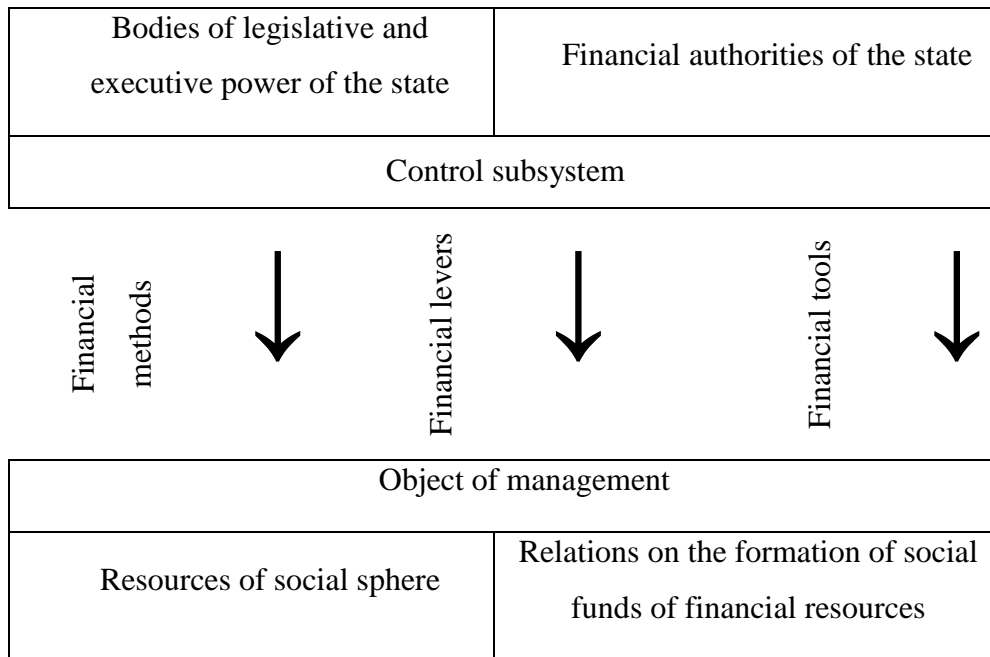 Bodies of legislative and
executive power of the state
Financial authorities of the state
Control subsystem
Financial
methods
Financial levers
Financial tools
Object of management
Resources of social sphere
Relations on the formation of social
funds of financial resources